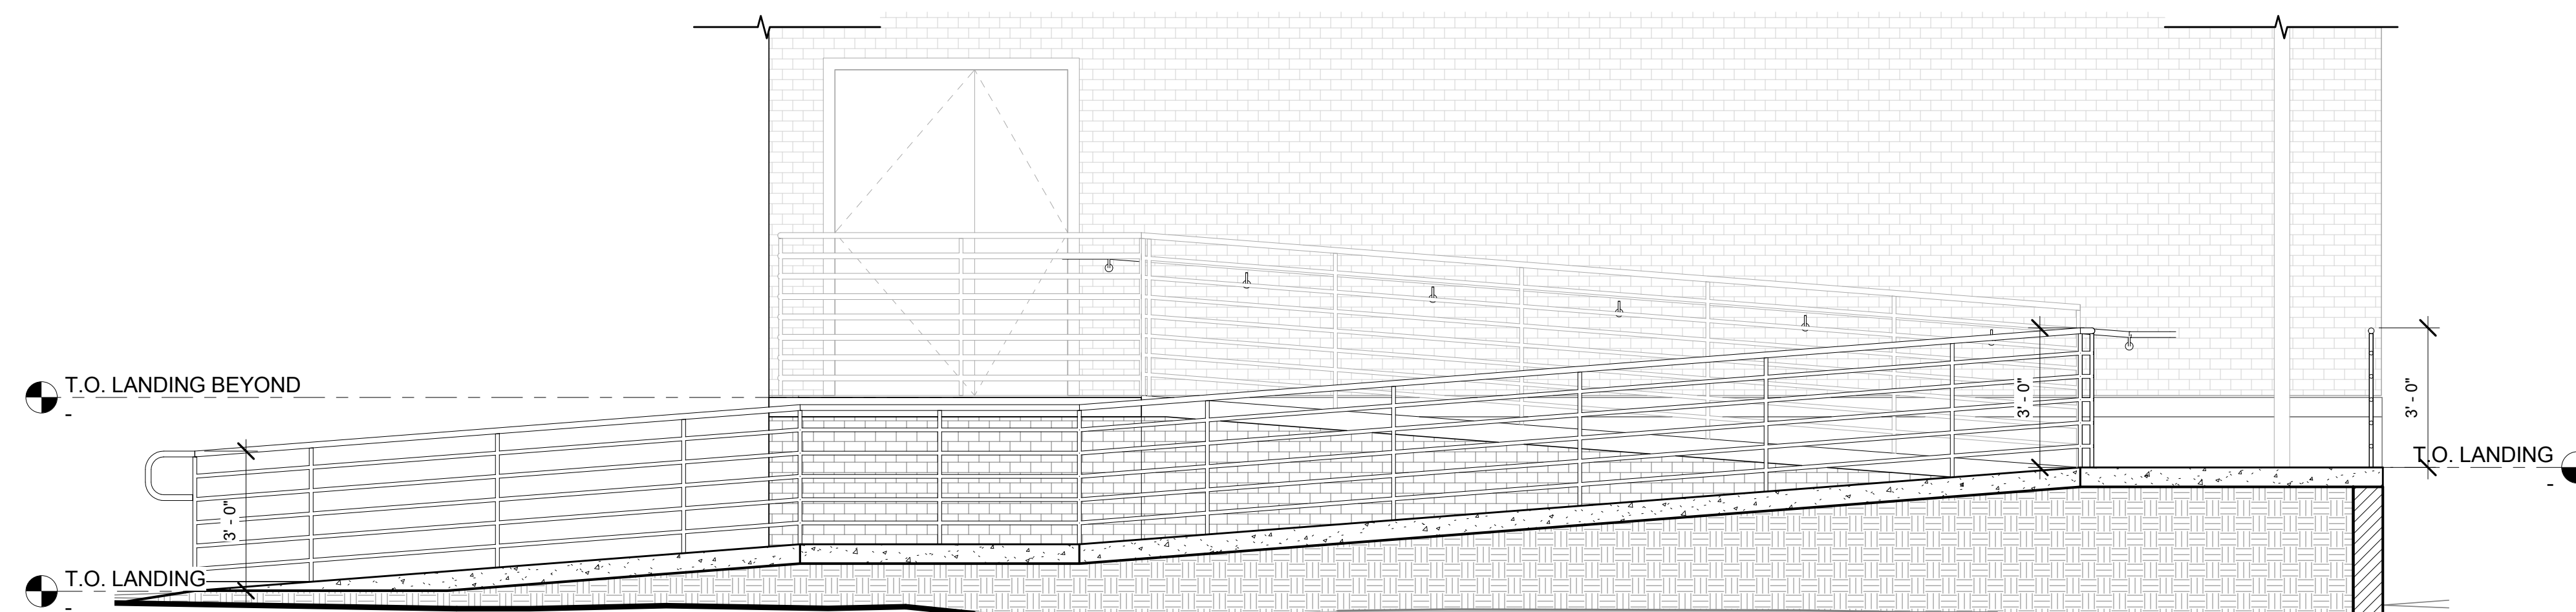 T.O. LANDING BEYOND
-
3' - 0"
3' - 0"
T.O. LANDING
-
3' - 0"
T.O. LANDING
-